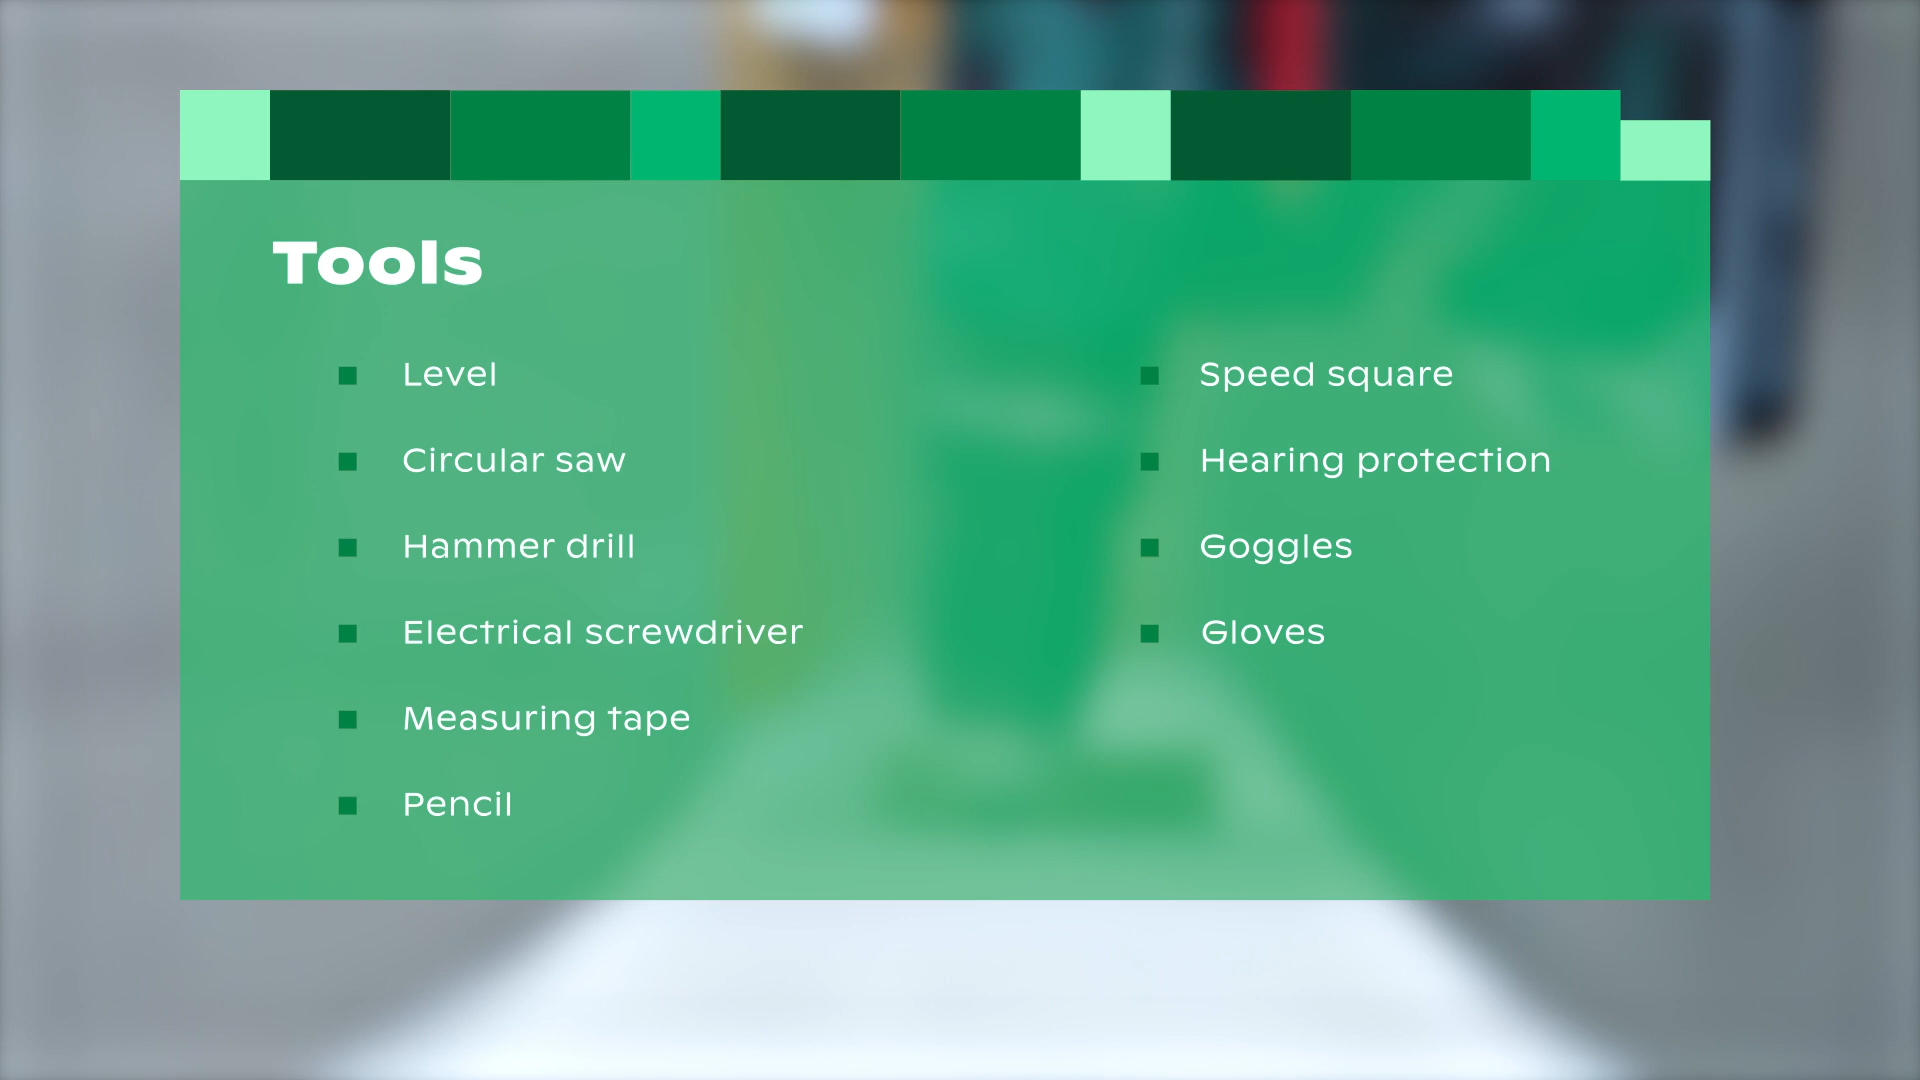 Tools
Level
Circular saw
Hammer drill
Electrical screwdriver
Measuring tape
Pencil
Speed square
Hearing protection
Goggles
Gloves